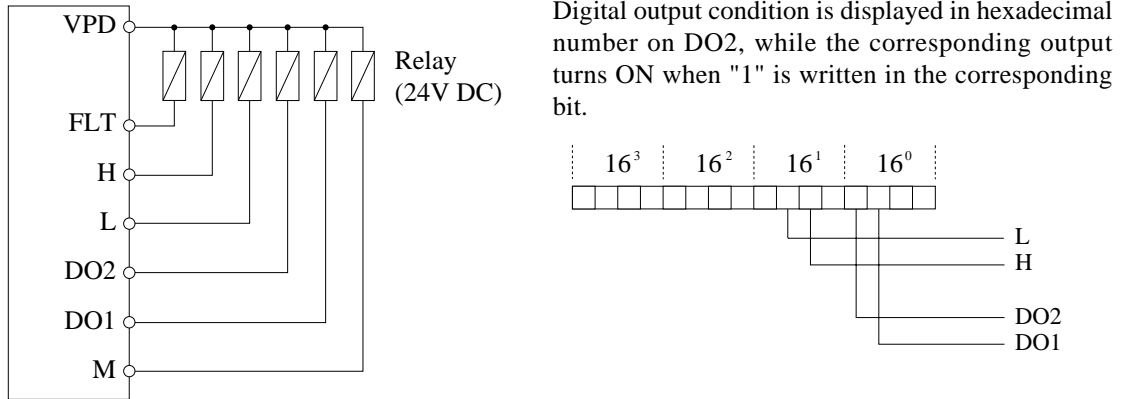 VPD
FLT
H
L
DO2
DO1
M
Relay
(24V DC)
Digital output condition is displayed in hexadecimal
number on DO2, while the corresponding output
turns ON when "1" is written in the corresponding
bit.
16³ 16² 16¹ 16⁰
L
H
DO2
DO1